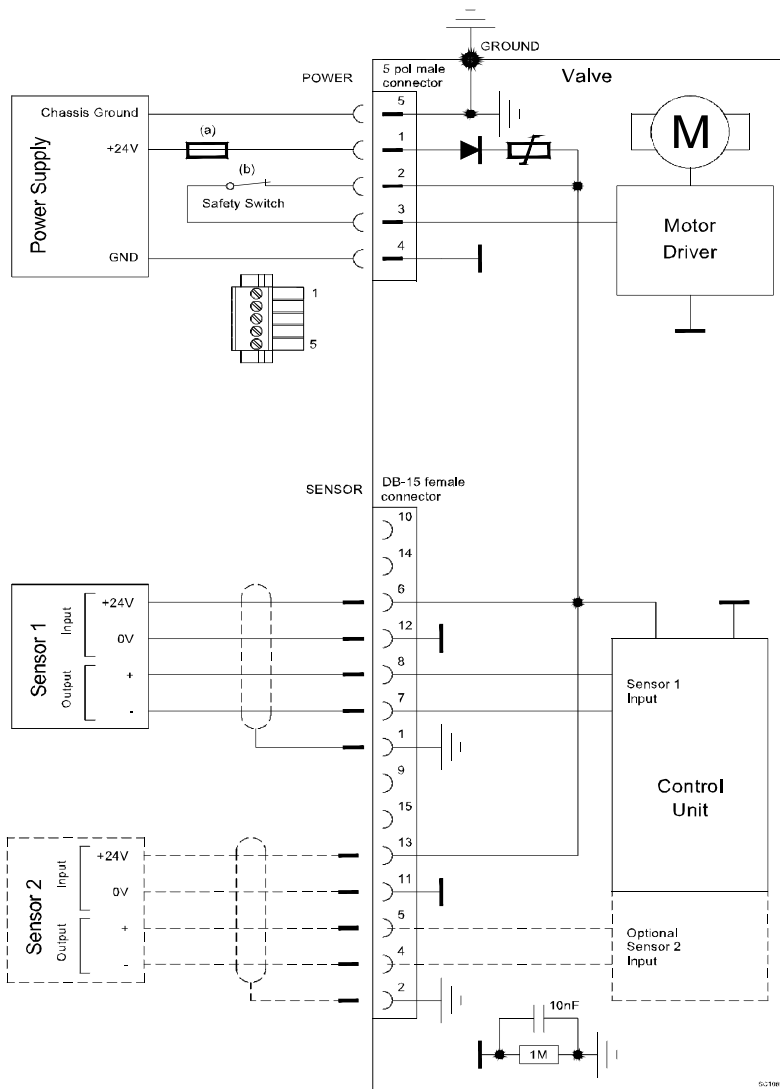 GROUND
POWER
5 pol male
connector
Valve
Power Supply
Chassis Ground
+24V
GND
(a)
(b)
Safety Switch
5
1
2
3
4
M
Motor
Driver
1
5
SENSOR
DB-15 female
connector
10
14
6
12
8
7
1
9
15
13
11
5
4
2
Sensor 1
Input
Output
+24V
0V
+
-
Sensor 1
Input
Control
Unit
Sensor 2
Input
Output
+24V
0V
+
-
Optional
Sensor 2
Input
10nF
1M